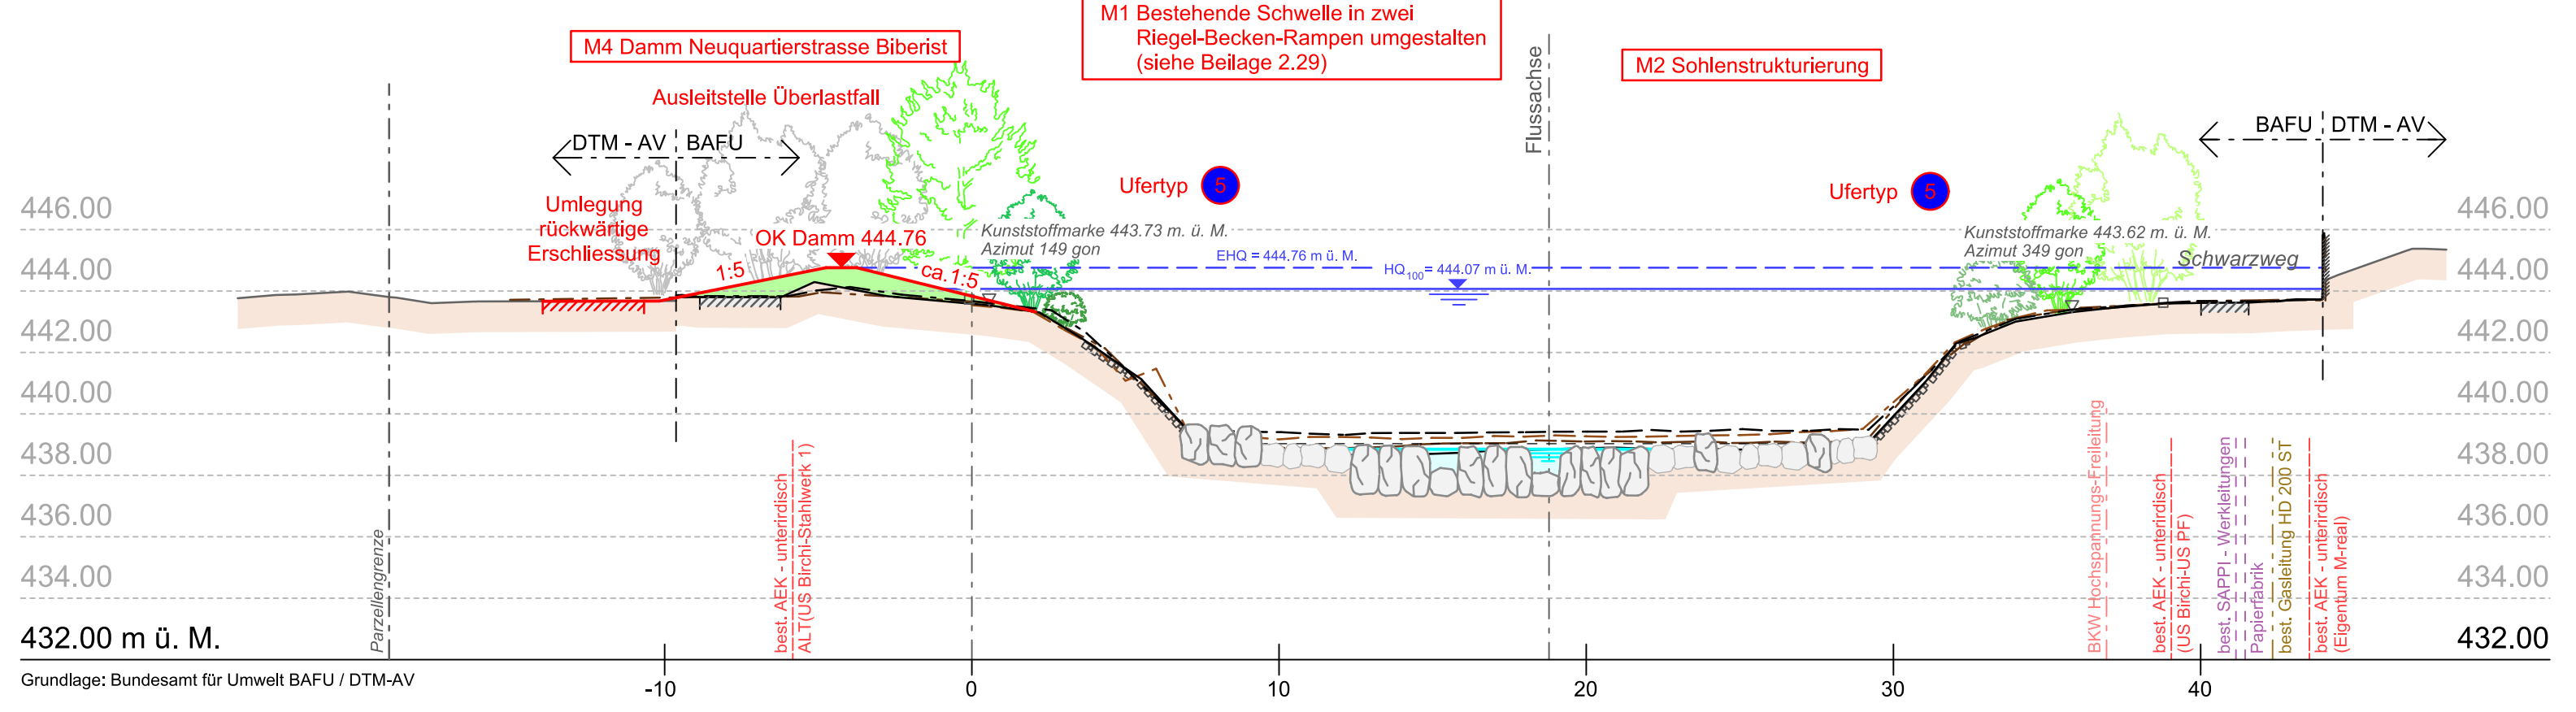 M4 Damm Neuquartierstrasse Biberist
M1 Bestehende Schwelle in zwei
Riegel-Becken-Rampen umgestalten
(siehe Beilage 2.29)
M2 Sohlenstrukturierung
Flussachse
Ausleitstelle Überlastfall
DTM - AV
BAFU
BAFU
DTM - AV
Ufertyp 5
Ufertyp 5
Umlegung
rückwärtige
Erschliessung
OK Damm 444.76
1:5
ca. 1:5
Kunststoffmarke 443.73 m. ü. M.
Azimut 149 gon
EHQ = 444.76 m ü. M.
HQ100 = 444.07 m ü. M.
Kunststoffmarke 443.62 m. ü. M.
Azimut 349 gon
Schwarzweg
446.00
446.00
444.00
444.00
442.00
442.00
440.00
440.00
438.00
438.00
436.00
436.00
434.00
434.00
432.00 m ü. M.
432.00
Parzellengrenze
best. AEK - unterirdisch
ALT(US Birchi-Stahlwerk 1)
BKW Hochspannungs-Freileitung
best. AEK - unterirdisch
(US Birchi-US PF)
best. SAPPI - Werkleitungen
Papierfabrik
best. Gasleitung HD 200 ST
best. AEK - unterirdisch
(Eigentum M-real)
Grundlage: Bundesamt für Umwelt BAFU / DTM-AV
-10
0
10
20
30
40